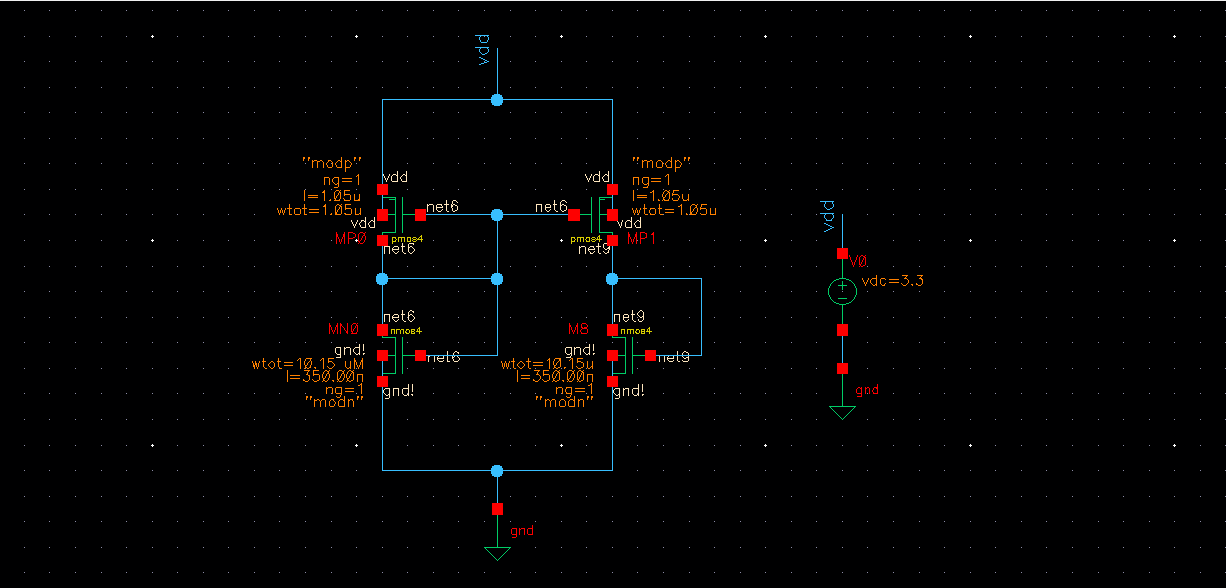 vdd
"modp"
ng=1
l=1.05u
wtot=1.05u
vdd
vdd
MP0
net6
pmos4
net6
"modp"
ng=1
l=1.05u
wtot=1.05u
vdd
net6
vdd
MP1
pmos4
net9
net6
MN0
nmos4
gnd!
net6
wtot=10.15 uM
l=350.00n
ng=1
"modn"
gnd!
net9
M8
nmos4
gnd!
net9
wtot=10.15u
l=350.00n
ng=1
"modn"
gnd!
gnd
vdd
V0
vdc=3.3
gnd